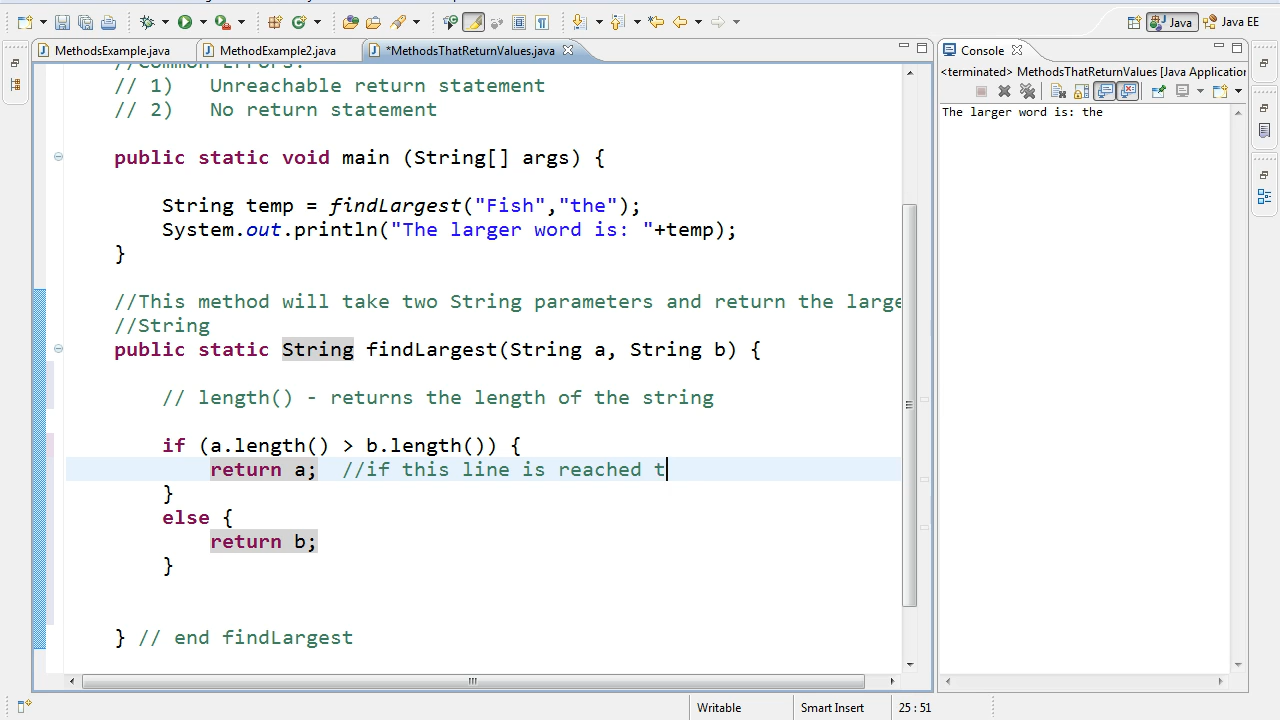 Java
Java EE
MethodsExample.java
MethodExample2.java
*MethodsThatReturnValues.java
Console
<terminated> MethodsThatReturnValues [Java Application
The larger word is: the
//Common Errors:
// 1)   Unreachable return statement
// 2)   No return statement
public static void main (String[] args) {
String temp = findLargest("Fish","the");
System.out.println("The larger word is: "+temp);
}
//This method will take two String parameters and return the large
//String
public static String findLargest(String a, String b) {
// length() - returns the length of the string
if (a.length() > b.length()) {
return a;  //if this line is reached t
}
else {
return b;
}
} // end findLargest
Writable
Smart Insert
25 : 51